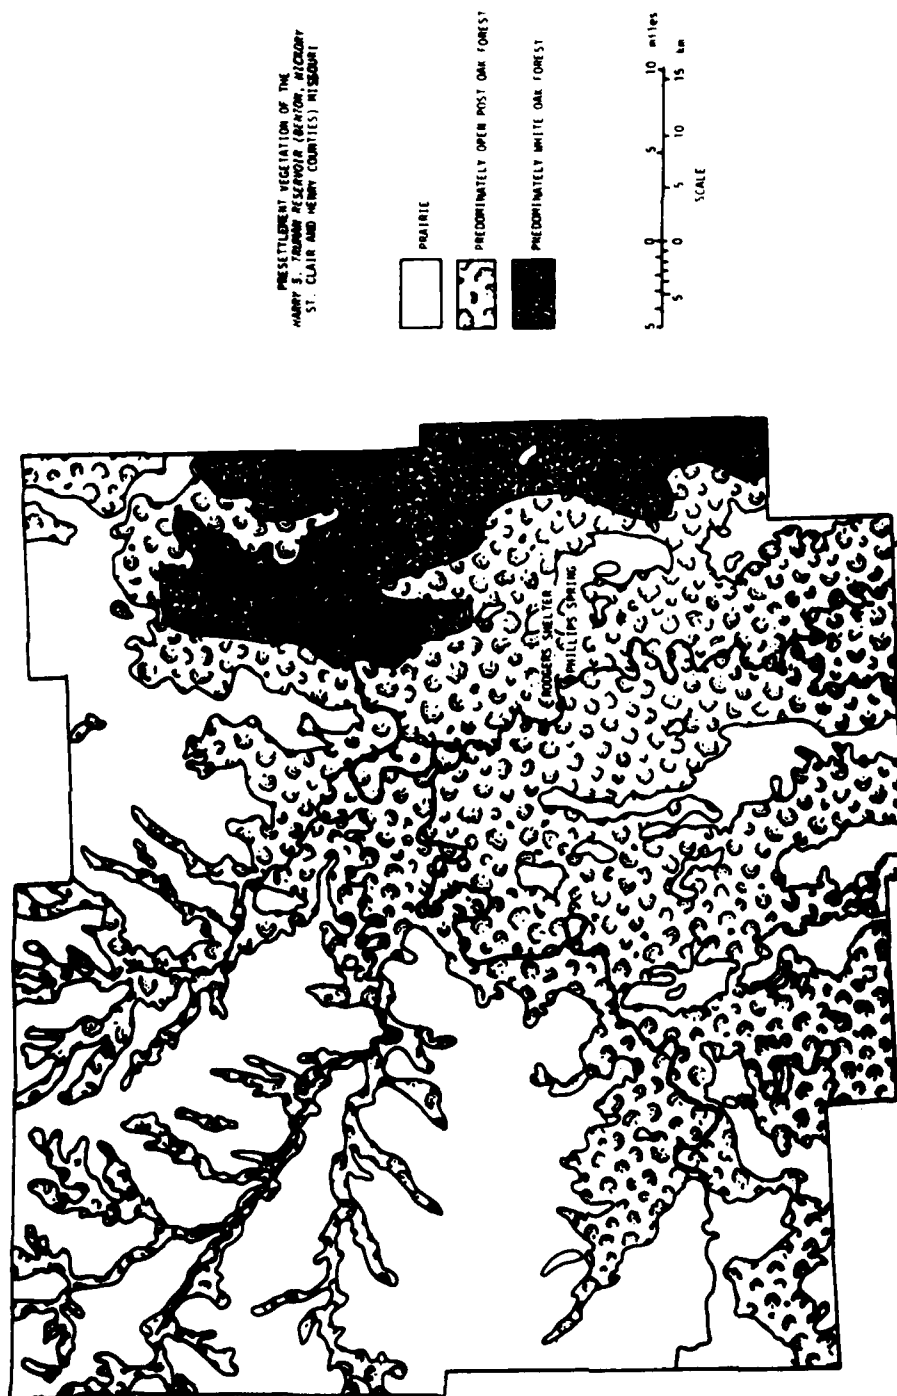 PRESETTLEMENT VEGETATION OF THE
HARRY S. TRUMAN RESERVOIR (BENTON, HICKORY
ST. CLAIR AND HENRY COUNTIES) MISSOURI
PRAIRIE
PREDOMINATELY OPEN POST OAK FOREST
PREDOMINATELY WHITE OAK FOREST
5 0 5 10 miles
5 0 5 10 15 km
SCALE
RODGERS SHELTER
PHILLIPS SPRING